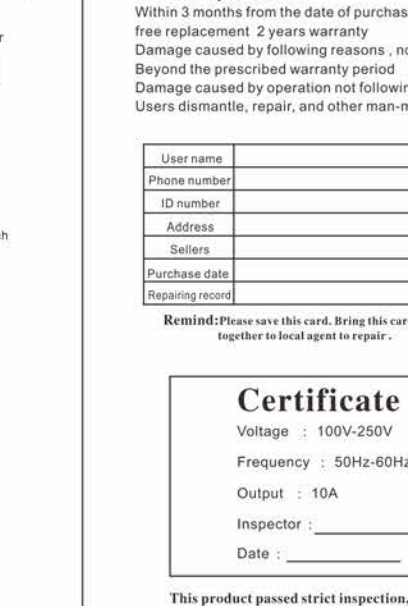 r
ch
Within 3 months from the date of purchas
free replacement 2 years warranty
Damage caused by following reasons , no
Beyond the prescribed warranty period
Damage caused by operation not followin
Users dismantle, repair, and other man-m
User name
Phone number
ID number
Address
Sellers
Purchase date
Repairing record
Remind:Please save this card. Bring this car
together to local agent to repair .
Certificate
Voltage : 100V-250V
Frequency : 50Hz-60Hz
Output : 10A
Inspector :
Date :
This product passed strict inspection,